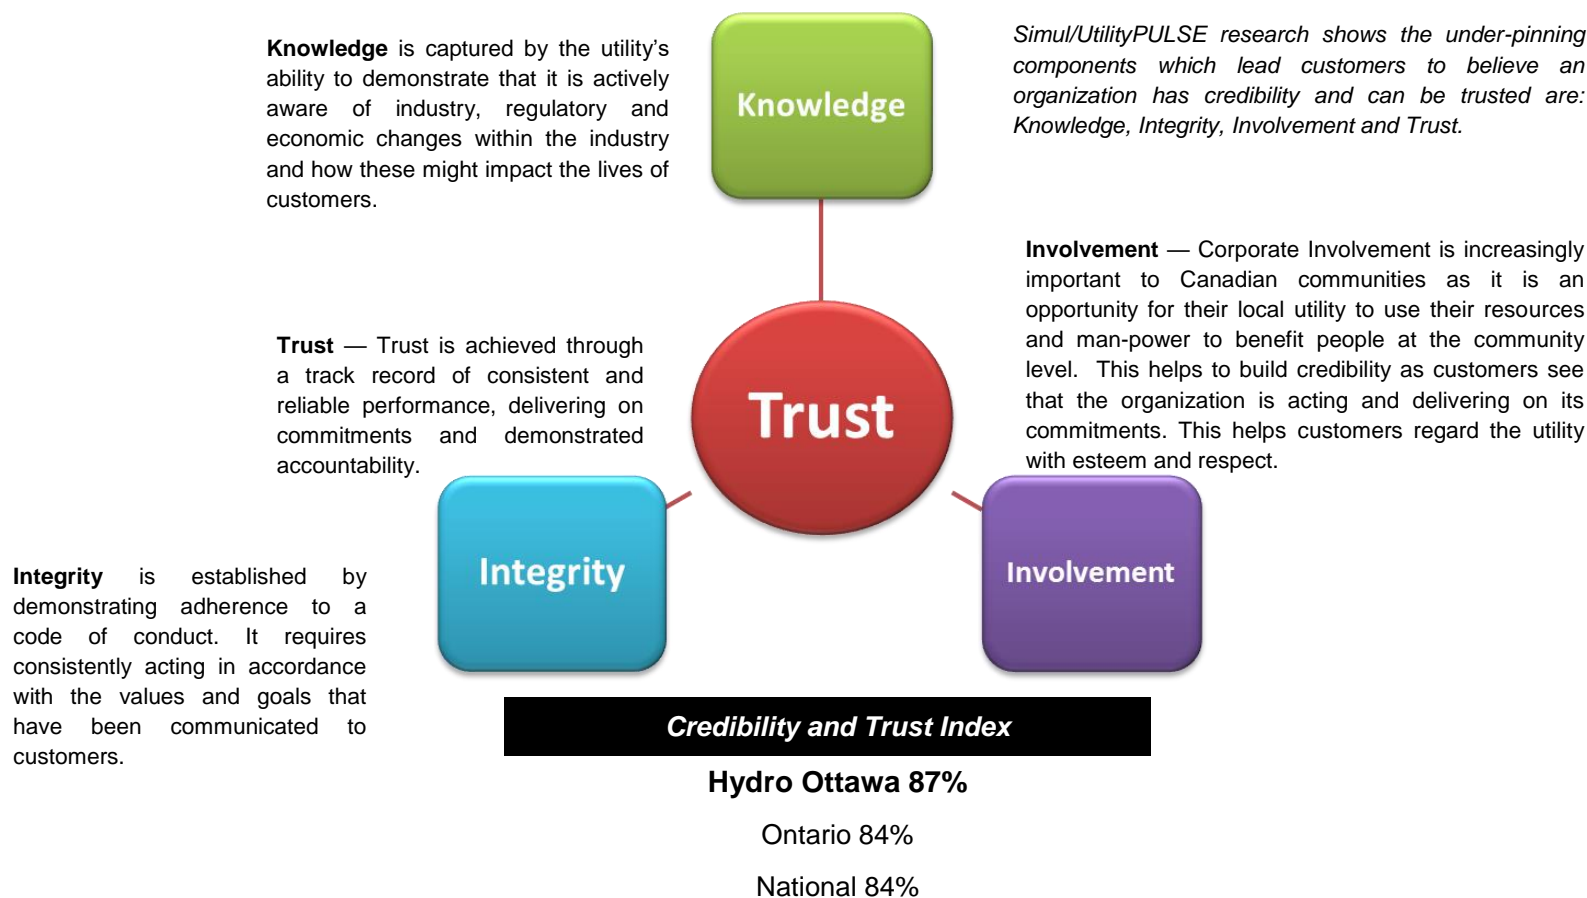 Knowledge is captured by the utility's
ability to demonstrate that it is actively
aware of industry, regulatory and
economic changes within the industry
and how these might impact the lives of
customers.
Knowledge
Simul/UtilityPULSE research shows the under-pinning
components which lead customers to believe an
organization has credibility and can be trusted are:
Knowledge, Integrity, Involvement and Trust.
Involvement — Corporate Involvement is increasingly
important to Canadian communities as it is an
opportunity for their local utility to use their resources
and man-power to benefit people at the community
level. This helps to build credibility as customers see
that the organization is acting and delivering on its
commitments. This helps customers regard the utility
with esteem and respect.
Trust — Trust is achieved through
a track record of consistent and
reliable performance, delivering on
commitments and demonstrated
accountability.
Trust
Integrity
Involvement
Integrity is established by
demonstrating adherence to a
code of conduct. It requires
consistently acting in accordance
with the values and goals that
have been communicated to
customers.
Credibility and Trust Index
Hydro Ottawa 87%
Ontario 84%
National 84%